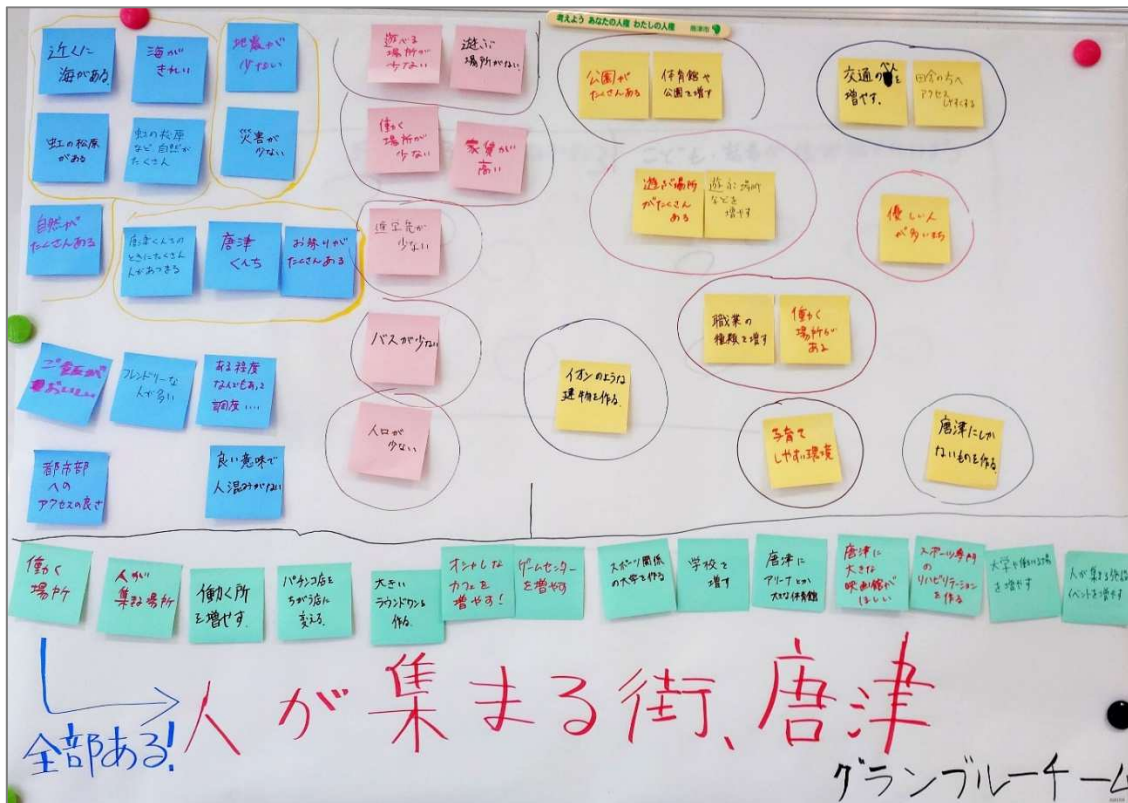 考えよう あなたの人権 わたしの人権 唐津市
近くに
海がある。
海が
きれい
地震が
少ない
虹の松原
がある
虹の松原
など自然が
たくさん
災害が
少ない
自然が
たくさんある
唐津くんちの
ときにたくさん
人があつまる
唐津
くんち
お祭りが
たくさんある
ご飯が
おいしい
フレンドリーな
人が多い
ある程度
なんでもあって
調度....
都市部
への
アクセスの良さ
良い意味で
人混みがない
遊べる
場所が
少ない
遊ぶ
場所がない。
働く
場所が
少ない
家賃が
高い
進学先が
少ない
バスが少ない
人口が
少ない
公園が
たくさんある
体育館や
公園を増す
交通の
増やす。
田舎の方へ
アクセス
しやすくする
遊ぶ場所
がたくさん
ある
遊ぶ場所
などを
増やす
優しい人
が多いまち
職業の
種類を増す
働く
場所が
ある
イオンのような
建物を作る。
子育て
しやすい環境
唐津にしか
ないものを作る。
働く
場所
人が
集まる場所
働く所
を増やす。
パチンコ店を
ちがう店に
変える。
大きい
ラウンドワンを
作る。
オシャレな
カフェを
増やす!
ゲームセンター
を増やす
スポーツ関係
の大学を作る
学校を
増す
唐津に
アリーナとか
大きな体育館
唐津に
大きな
映画館が
ほしい
スポーツ専門
のリハビリテーション
を作る
大学や働ける場
を増やす
人が集まる施設
イベントを増やす
全部ある!
人が集まる街、唐津
グランブルーチーム